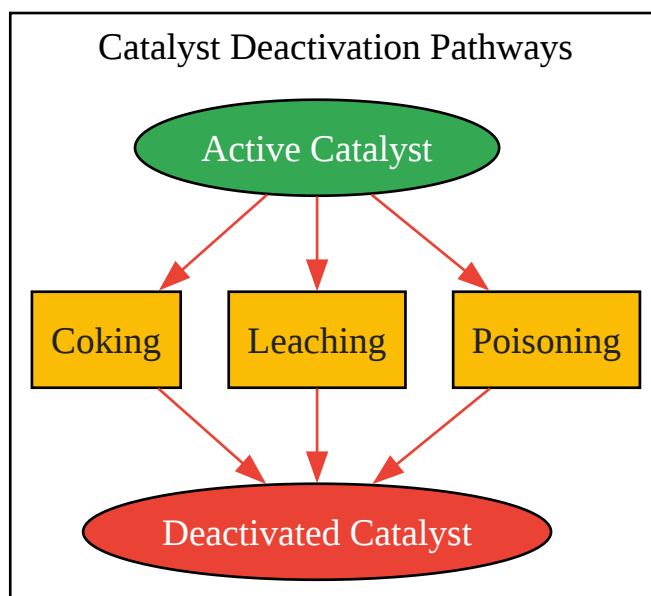 Catalyst Deactivation Pathways
Active Catalyst
Coking
Leaching
Poisoning
Deactivated Catalyst